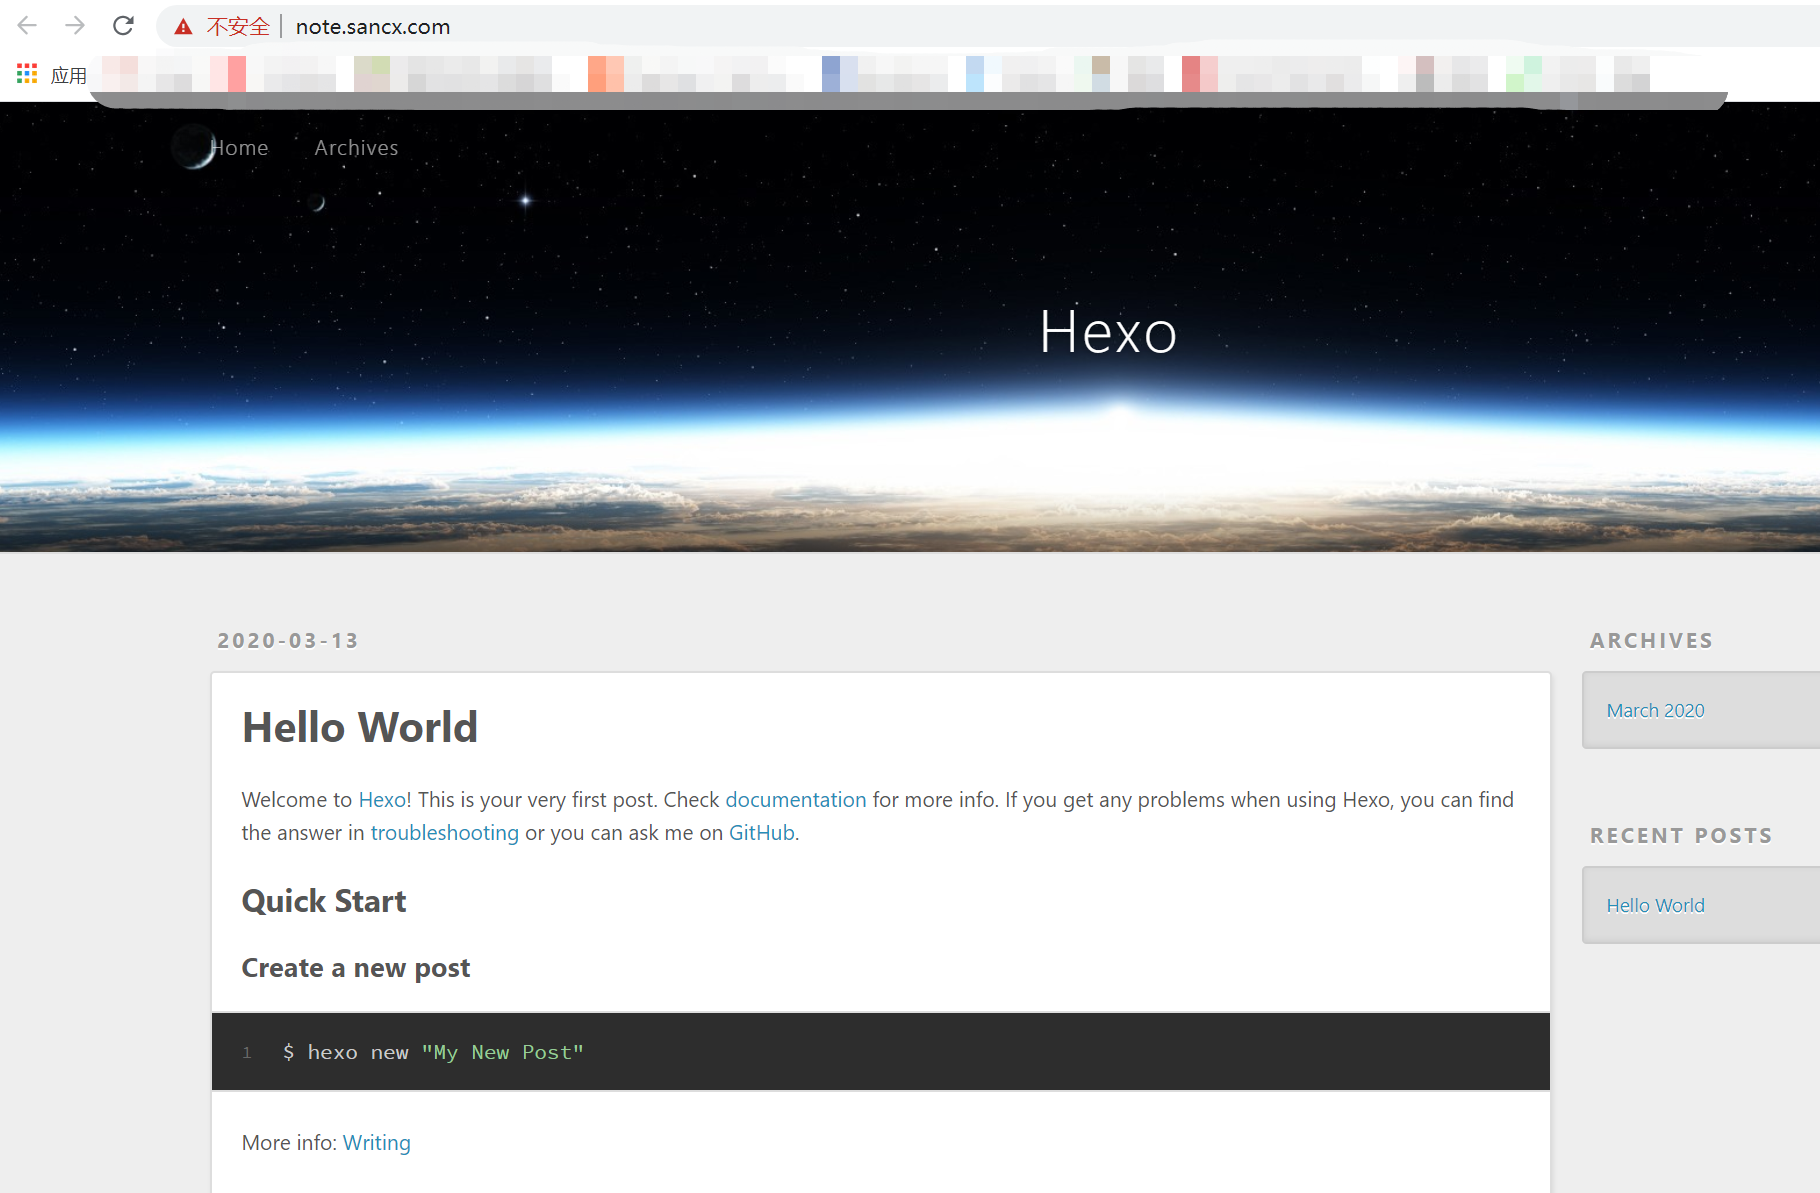 不安全 note.sancx.com
应用
Home Archives
Hexo
2020-03-13
Hello World
Welcome to Hexo! This is your very first post. Check documentation for more info. If you get any problems when using Hexo, you can find
the answer in troubleshooting or you can ask me on GitHub.
Quick Start
Create a new post
1 $ hexo new "My New Post"
More info: Writing
ARCHIVES
March 2020
RECENT POSTS
Hello World